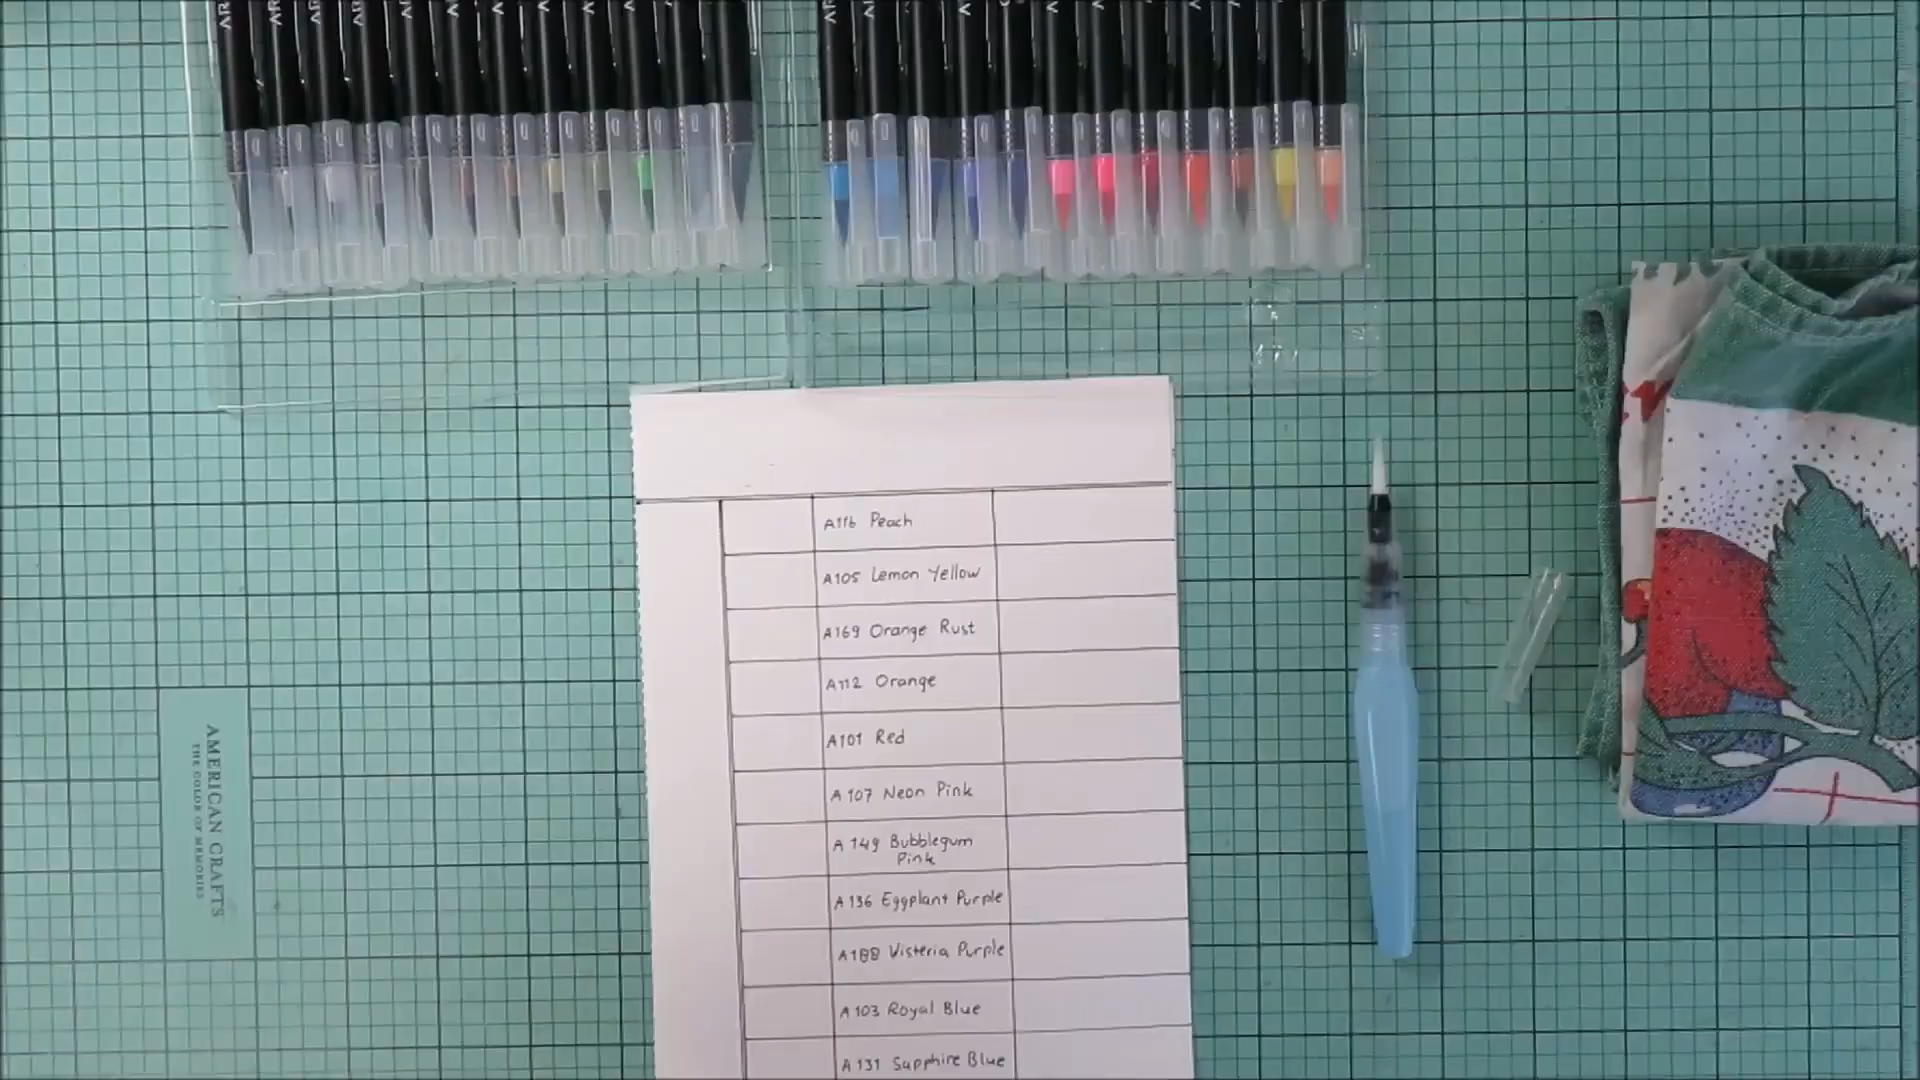 A116 Peach
A105 Lemon Yellow
A169 Orange Rust
A112 Orange
A101 Red
A107 Neon Pink
A149 Bubblegum
Pink
A136 Eggplant Purple
A188 Visteria Purple
A103 Royal Blue
A131 Sapphire Blue
AMERICAN CRAFTS
THE COLOR OF MEMORIES